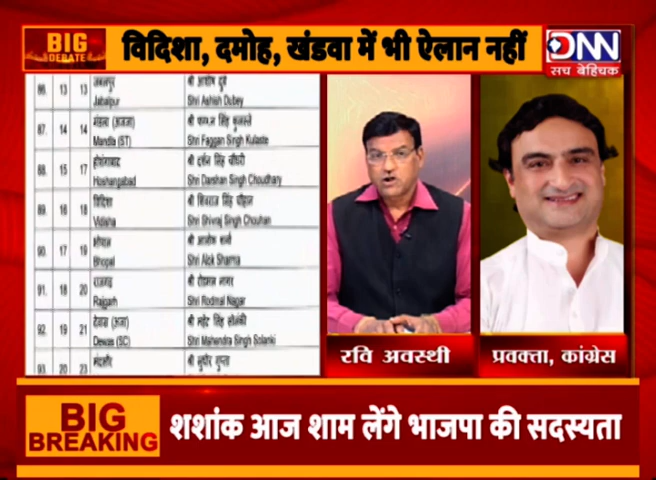 BIG
DEBATE
विदिशा, दमोह, खंडवा में भी ऐलान नहीं
DNN
सच बेहिचक
86. 13 13 जबलपुर श्री आशीष दुबे
Jabalpur Shri Ashish Dubey
87. 14 14 मंडला (अजजा) श्री फग्गन सिंह कुलस्ते
Mandla (ST) Shri Faggan Singh Kulaste
88. 15 17 होशंगाबाद श्री दर्शन सिंह चौधरी
Hoshangabad Shri Darshan Singh Choudhary
89. 16 18 विदिशा श्री शिवराज सिंह चौहान
Vidisha Shri Shivraj Singh Chouhan
90. 17 19 भोपाल श्री आलोक शर्मा
Bhopal Shri Alok Sharma
91. 18 20 राजगढ़ श्री रोडमल नागर
Rajgarh Shri Rodmal Nagar
92. 19 21 देवास (अजा) श्री महेंद्र सिंह सोलंकी
Dewas (SC) Shri Mahendra Singh Solanki
93. 20 23 मंदसौर श्री सुधीर गुप्ता
रवि अवस्थी
प्रवक्ता, कांग्रेस
BIG
BREAKING
शशांक आज शाम लेंगे भाजपा की सदस्यता